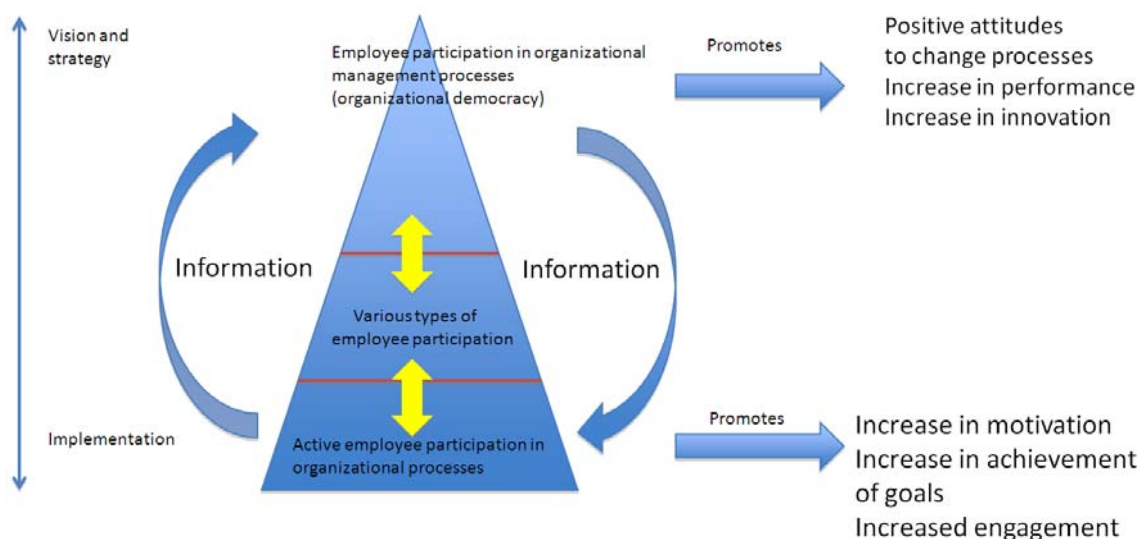 Vision and
strategy
Employee participation in organizational
management processes
(organizational democracy)
Promotes
Positive attitudes
to change processes
Increase in performance
Increase in innovation
Information
Information
Various types of
employee participation
Implementation
Active employee participation in
organizational processes
Promotes
Increase in motivation
Increase in achievement
of goals
Increased engagement